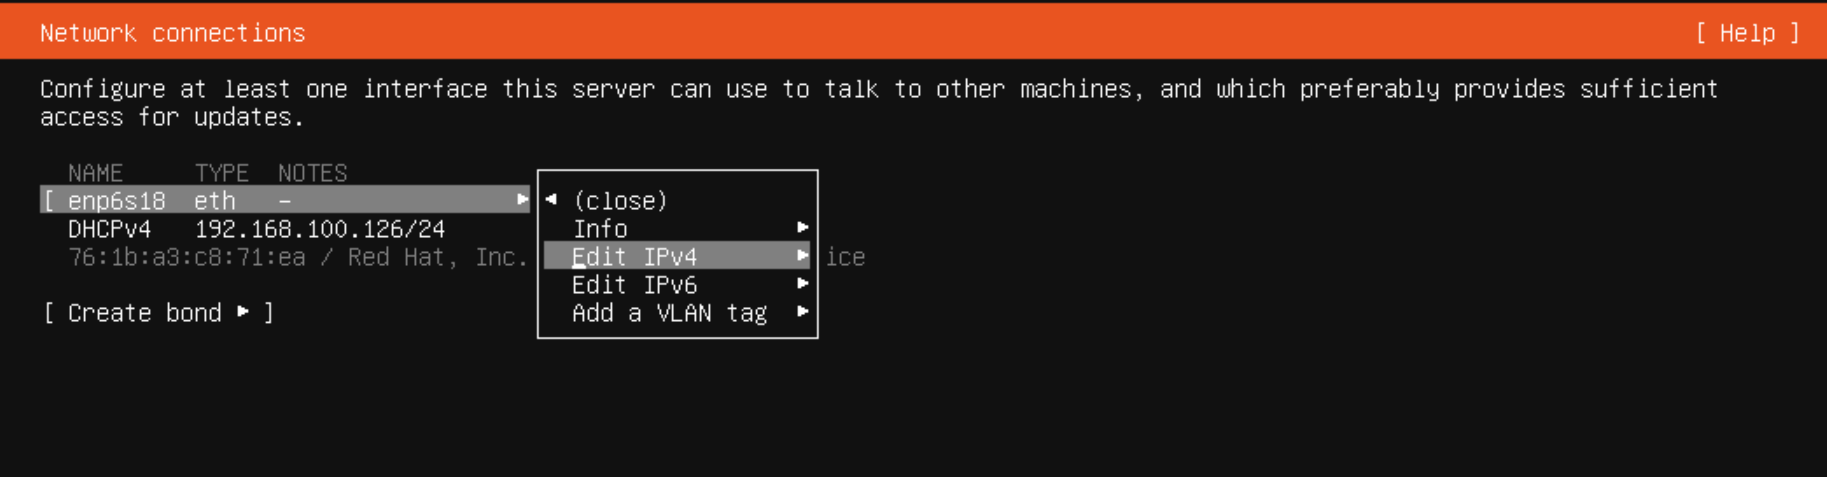 Network connections [ Help ]
Configure at least one interface this server can use to talk to other machines, and which preferably provides sufficient
access for updates.
NAME TYPE NOTES
[ enp6s18 eth - ▸ ◂ (close)
DHCPv4 192.168.100.126/24 Info ▸
76:1b:a3:c8:71:ea / Red Hat, Inc. Edit IPv4 ▸ ice
Edit IPv6 ▸
[ Create bond ▸ ] Add a VLAN tag ▸